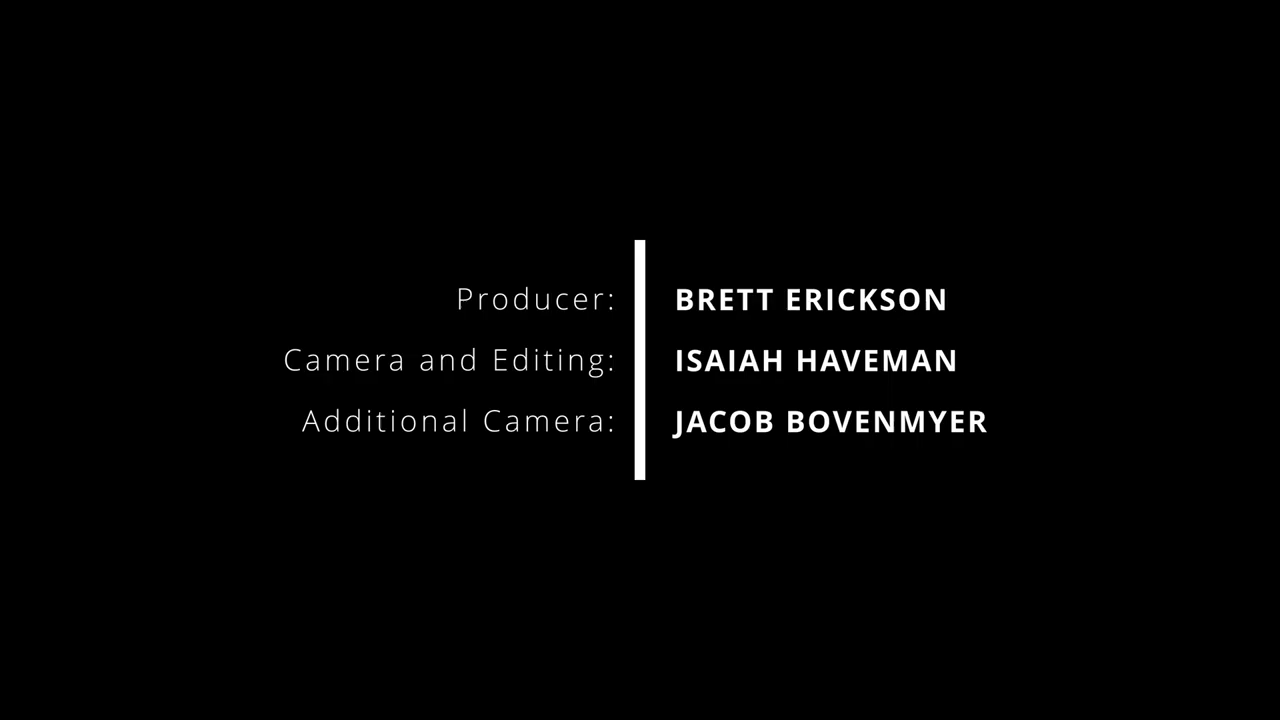 Producer: BRETT ERICKSON
Camera and Editing: ISAIAH HAVEMAN
Additional Camera: JACOB BOVENMYER